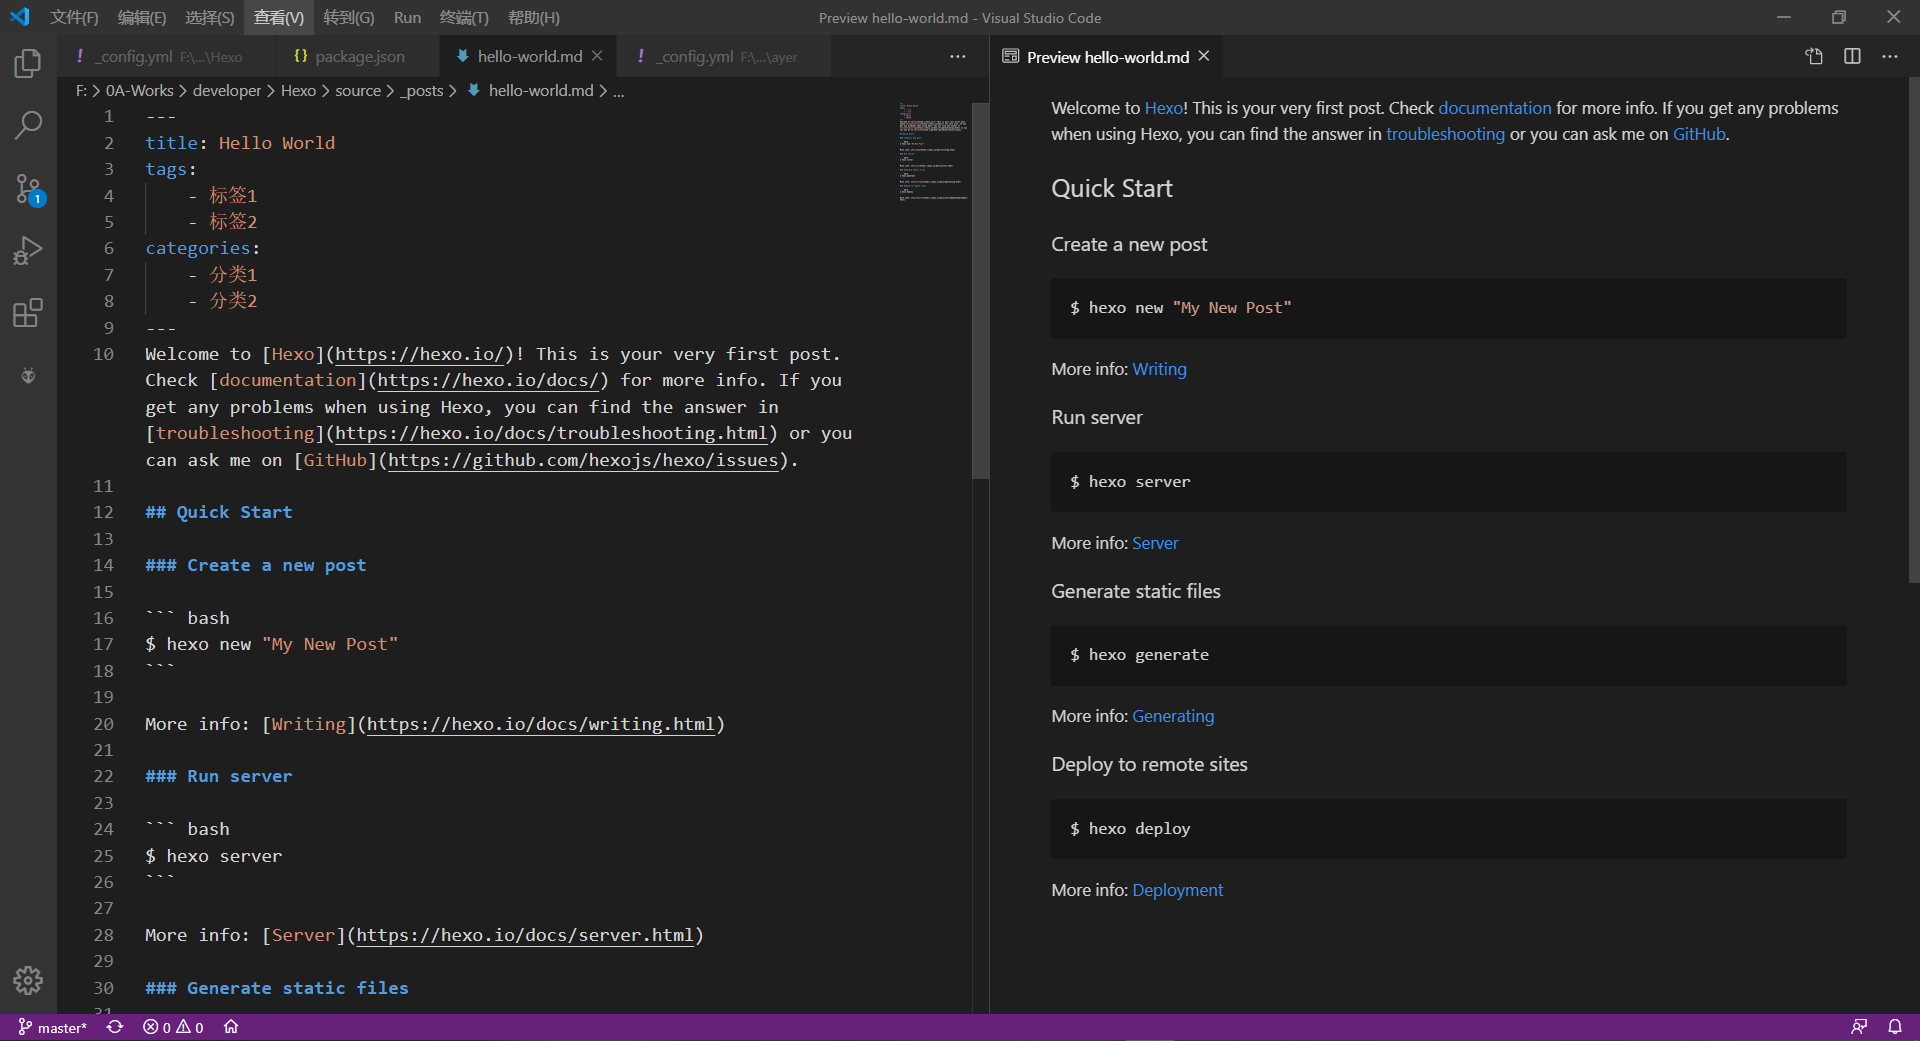 文件(F) 编辑(E) 选择(S) 查看(V) 转到(G) Run 终端(T) 帮助(H) Preview hello-world.md - Visual Studio Code
! _config.yml F:\...\Hexo {} package.json hello-world.md ! _config.yml F:\...\ayer ...
F: > 0A-Works > developer > Hexo > source > _posts > hello-world.md > ...
1 ---
2 title: Hello World
3 tags:
4     - 标签1
5     - 标签2
6 categories:
7     - 分类1
8     - 分类2
9 ---
10 Welcome to [Hexo](https://hexo.io/)! This is your very first post.
Check [documentation](https://hexo.io/docs/) for more info. If you
get any problems when using Hexo, you can find the answer in
[troubleshooting](https://hexo.io/docs/troubleshooting.html) or you
can ask me on [GitHub](https://github.com/hexojs/hexo/issues).
11
12 ## Quick Start
13
14 ### Create a new post
15
16 ``` bash
17 $ hexo new "My New Post"
18 ```
19
20 More info: [Writing](https://hexo.io/docs/writing.html)
21
22 ### Run server
23
24 ``` bash
25 $ hexo server
26 ```
27
28 More info: [Server](https://hexo.io/docs/server.html)
29
30 ### Generate static files
31
Preview hello-world.md
Welcome to Hexo! This is your very first post. Check documentation for more info. If you get any problems
when using Hexo, you can find the answer in troubleshooting or you can ask me on GitHub.
Quick Start
Create a new post
$ hexo new "My New Post"
More info: Writing
Run server
$ hexo server
More info: Server
Generate static files
$ hexo generate
More info: Generating
Deploy to remote sites
$ hexo deploy
More info: Deployment
1
master* 0 0